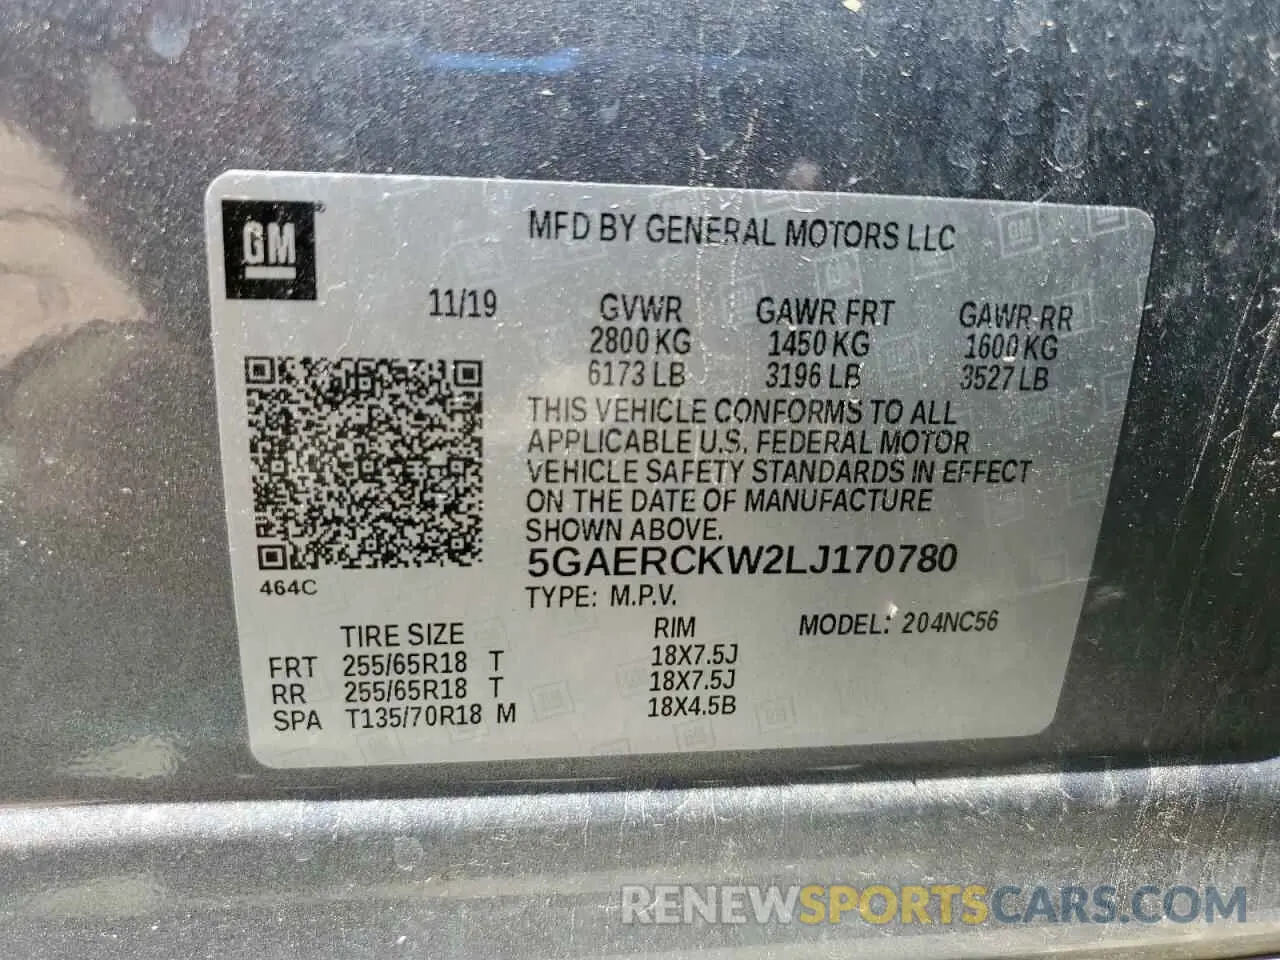 GM
MFD BY GENERAL MOTORS LLC
11/19 GVWR GAWR FRT GAWR RR
2800 KG 1450 KG 1600 KG
6173 LB 3196 LB 3527 LB
THIS VEHICLE CONFORMS TO ALL
APPLICABLE U.S. FEDERAL MOTOR
VEHICLE SAFETY STANDARDS IN EFFECT
ON THE DATE OF MANUFACTURE
SHOWN ABOVE.
5GAERCKW2LJ170780
464C
TYPE: M.P.V.
TIRE SIZE RIM MODEL: 204NC56
FRT 255/65R18 T 18X7.5J
RR 255/65R18 T 18X7.5J
SPA T135/70R18 M 18X4.5B
RENEWSPORTSCARS.COM